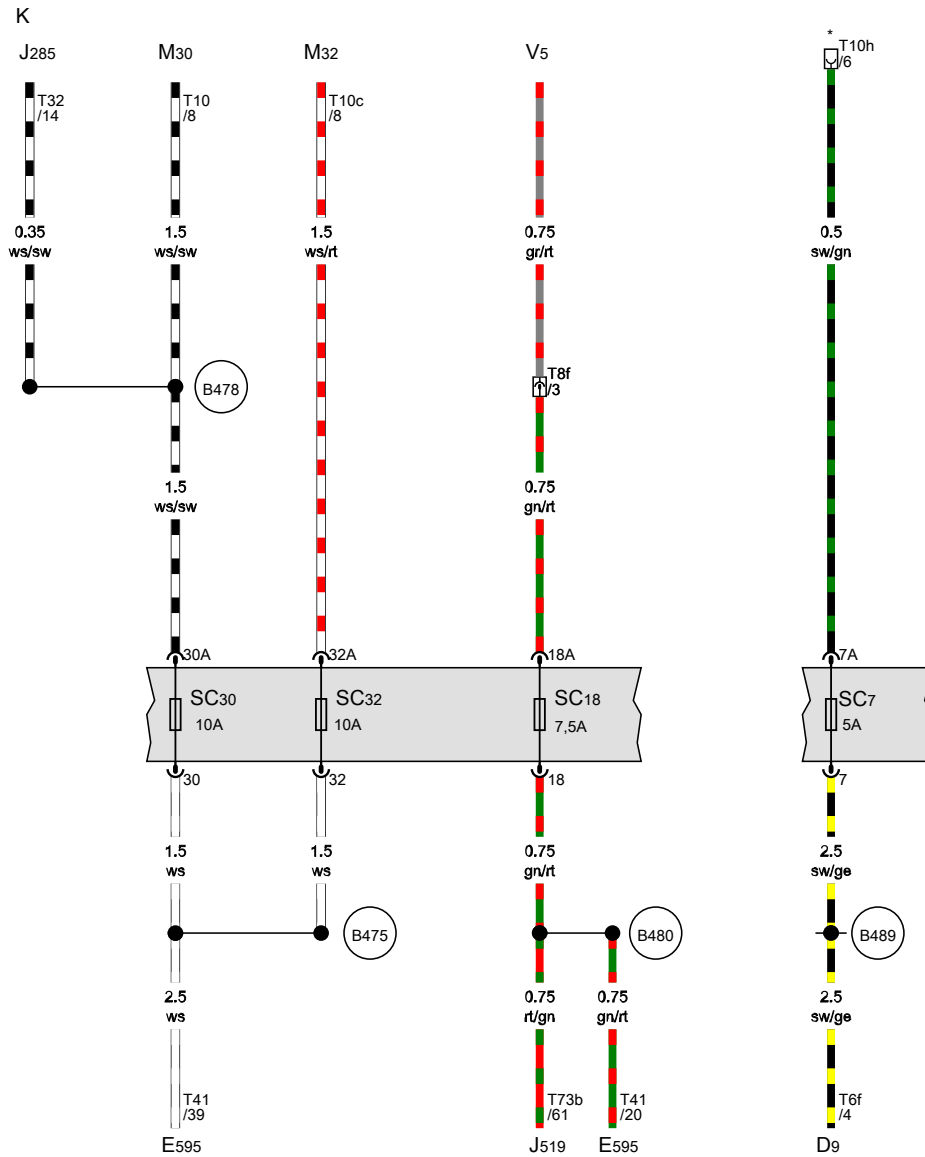 K
J285 M30 M32 V5 *
T10h
/6
T32
/14
T10
/8
T10c
/8
0.35
ws/sw
1.5
ws/sw
1.5
ws/rt
0.75
gr/rt
0.5
sw/gn
B478
T8f
/3
1.5
ws/sw
0.75
gn/rt
30A 32A 18A 7A
SC30
10A
SC32
10A
SC18
7,5A
SC7
5A
30 32 18 7
1.5
ws
1.5
ws
0.75
gn/rt
2.5
sw/ge
B475 B480 B489
2.5
ws
0.75
rt/gn
0.75
gn/rt
2.5
sw/ge
T41
/39
T73b
/61
T41
/20
T6f
/4
E595 J519 E595 D9